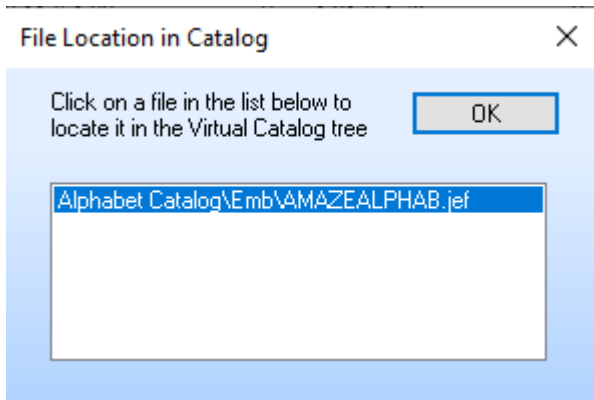 File Location in Catalog
Click on a file in the list below to
locate it in the Virtual Catalog tree
OK
Alphabet Catalog\Emb\AMAZEALPHAB.jef